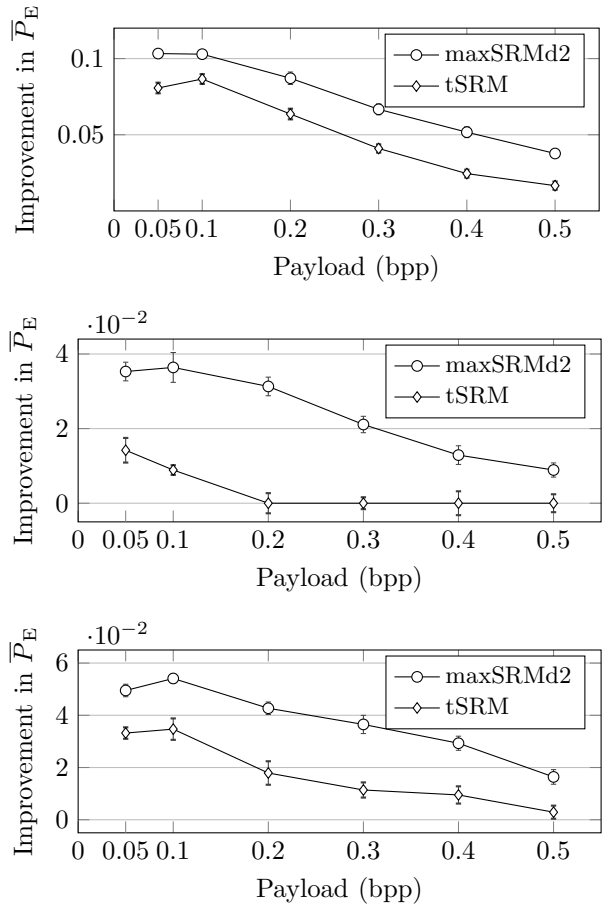 Improvement in P̅_E
0.1
0.05
maxSRMd2
tSRM
0 0.05 0.1 0.2 0.3 0.4 0.5
Payload (bpp)
·10⁻²
Improvement in P̅_E
4
2
0
maxSRMd2
tSRM
0 0.05 0.1 0.2 0.3 0.4 0.5
Payload (bpp)
·10⁻²
Improvement in P̅_E
6
4
2
0
maxSRMd2
tSRM
0 0.05 0.1 0.2 0.3 0.4 0.5
Payload (bpp)